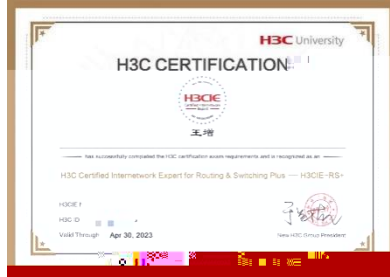 H3C University
H3C CERTIFICATION
H3CIE
王增
has successfully completed the H3C certification exam requirements and is recognized as an
H3C Certified Internetwork Expert for Routing & Switching Plus — H3CIE-RS+
H3CIE
H3C ID
Valid Through Apr 30, 2023
New H3C Group President